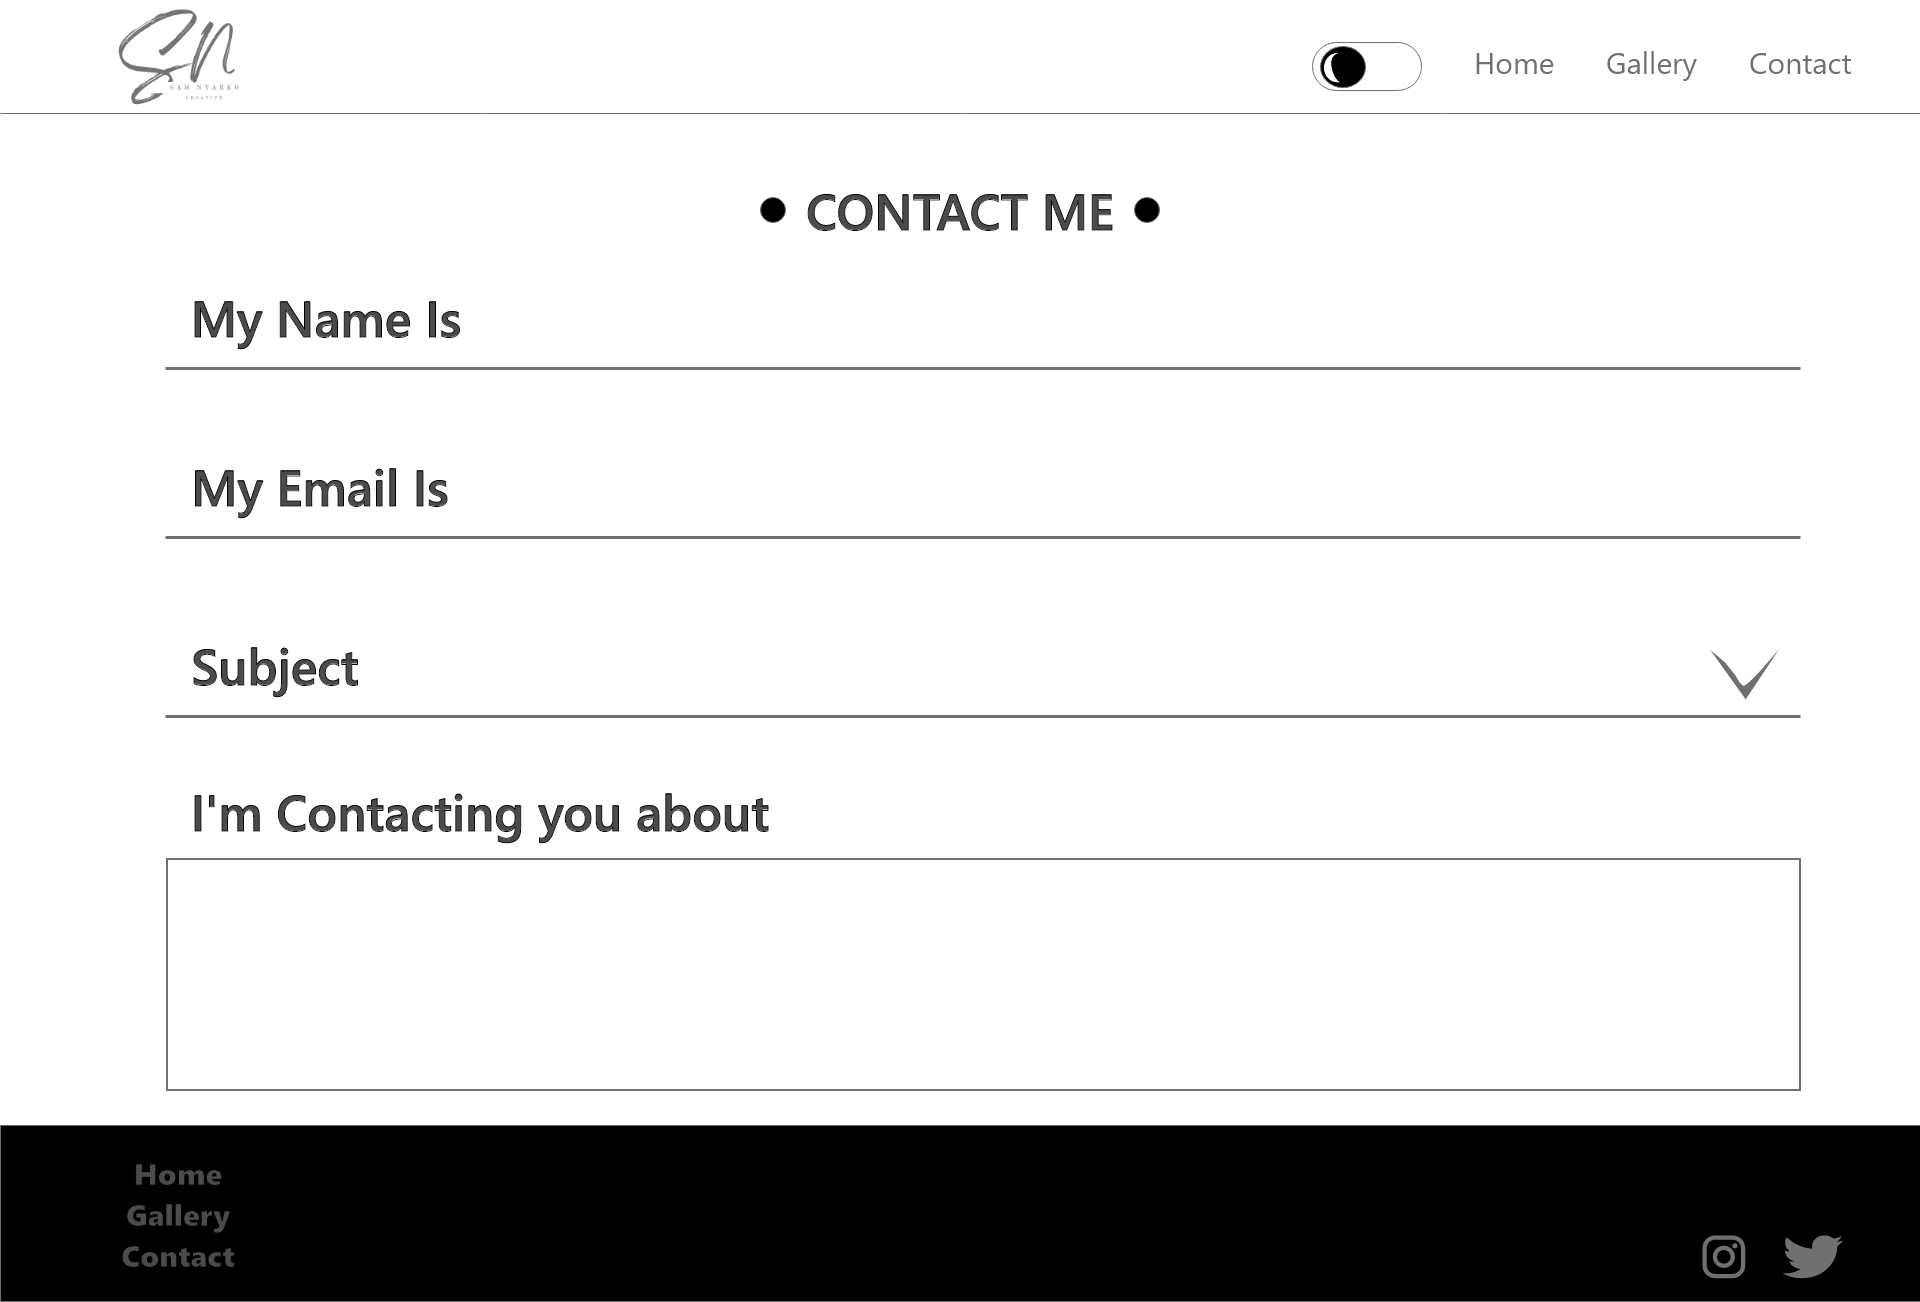 SN
SAM NYARKO
CREATIVE
Home Gallery Contact
• CONTACT ME •
My Name Is
My Email Is
Subject
I'm Contacting you about
Home
Gallery
Contact